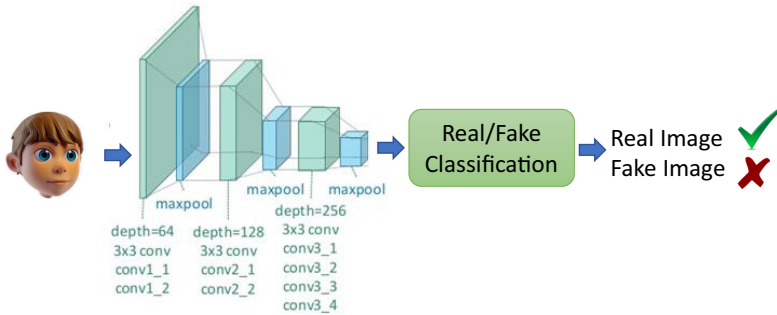 Real/Fake
Classification
Real Image
Fake Image
maxpool
maxpool
maxpool
depth=64
3x3 conv
conv1_1
conv1_2
depth=128
3x3 conv
conv2_1
conv2_2
depth=256
3x3 conv
conv3_1
conv3_2
conv3_3
conv3_4